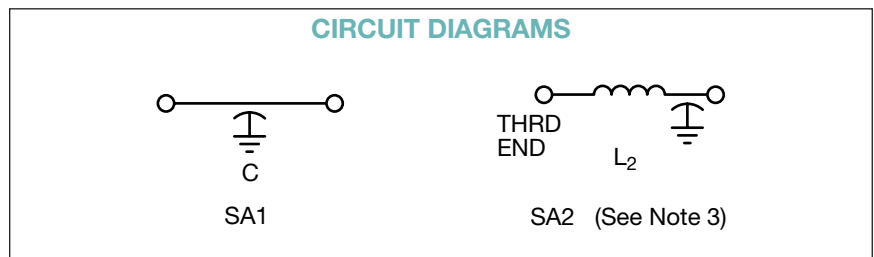 CIRCUIT DIAGRAMS
THRD
END
C
L2
SA1
SA2 (See Note 3)